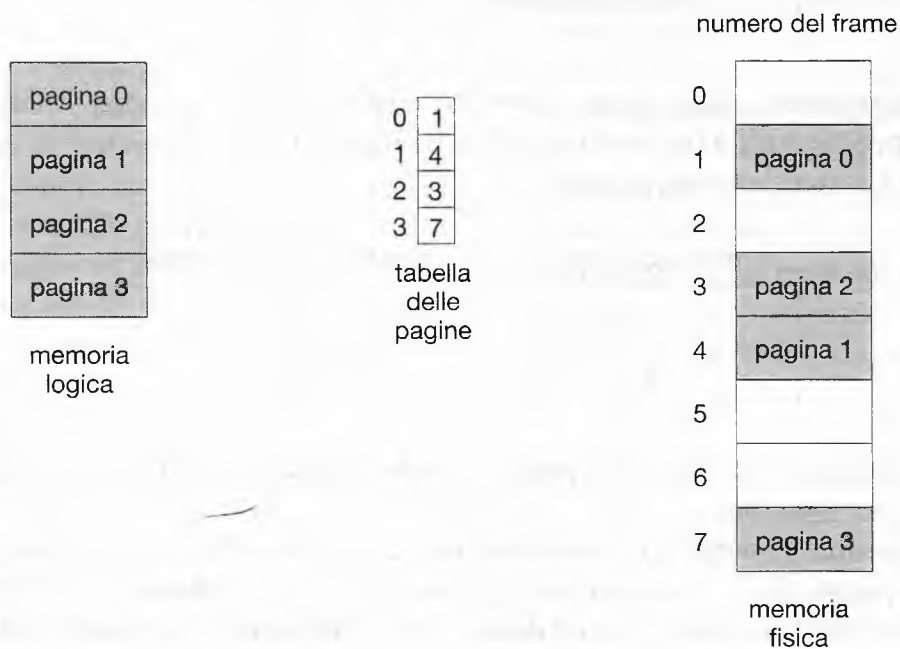 numero del frame
pagina 0
pagina 1
pagina 2
pagina 3
memoria
logica
0 1
1 4
2 3
3 7
tabella
delle
pagine
0
1 pagina 0
2
3 pagina 2
4 pagina 1
5
6
7 pagina 3
memoria
fisica